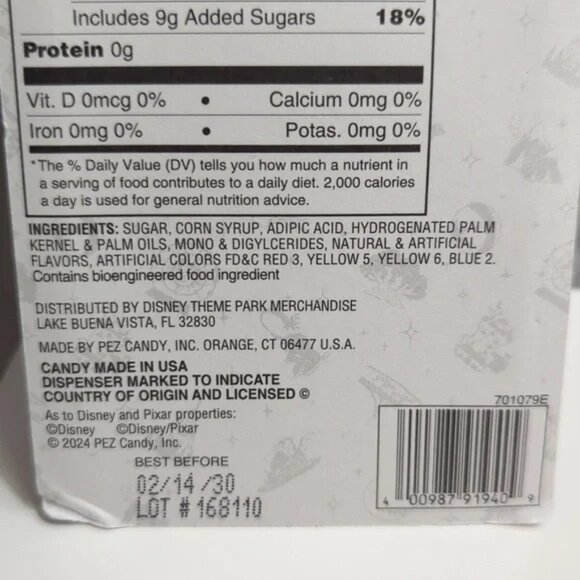 Includes 9g Added Sugars 18%
Protein 0g
Vit. D 0mcg 0% • Calcium 0mg 0%
Iron 0mg 0% • Potas. 0mg 0%
*The % Daily Value (DV) tells you how much a nutrient in
a serving of food contributes to a daily diet. 2,000 calories
a day is used for general nutrition advice.
INGREDIENTS: SUGAR, CORN SYRUP, ADIPIC ACID, HYDROGENATED PALM
KERNEL & PALM OILS, MONO & DIGYLCERIDES, NATURAL & ARTIFICIAL
FLAVORS, ARTIFICIAL COLORS FD&C RED 3, YELLOW 5, YELLOW 6, BLUE 2.
Contains bioengineered food ingredient
DISTRIBUTED BY DISNEY THEME PARK MERCHANDISE
LAKE BUENA VISTA, FL 32830
MADE BY PEZ CANDY, INC. ORANGE, CT 06477 U.S.A.
CANDY MADE IN USA
DISPENSER MARKED TO INDICATE
COUNTRY OF ORIGIN AND LICENSED ©
As to Disney and Pixar properties:
©Disney ©Disney/Pixar
© 2024 PEZ Candy, Inc.
BEST BEFORE
02/14/30
LOT # 168110
701079E
4 00987 91940 9